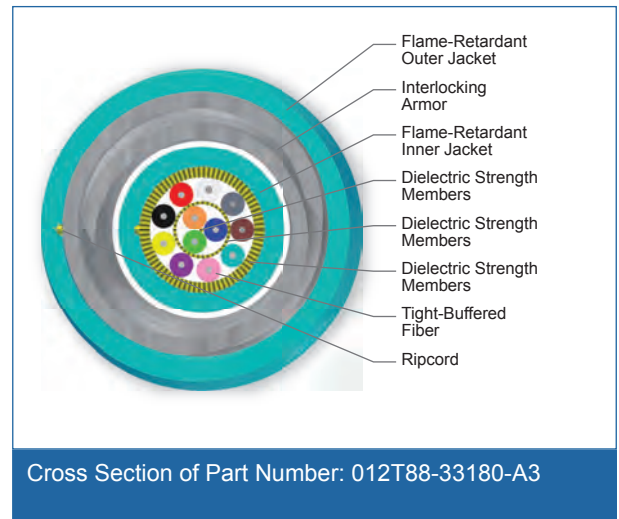 Flame-Retardant
Outer Jacket
Interlocking
Armor
Flame-Retardant
Inner Jacket
Dielectric Strength
Members
Dielectric Strength
Members
Dielectric Strength
Members
Tight-Buffered
Fiber
Ripcord
Cross Section of Part Number: 012T88-33180-A3